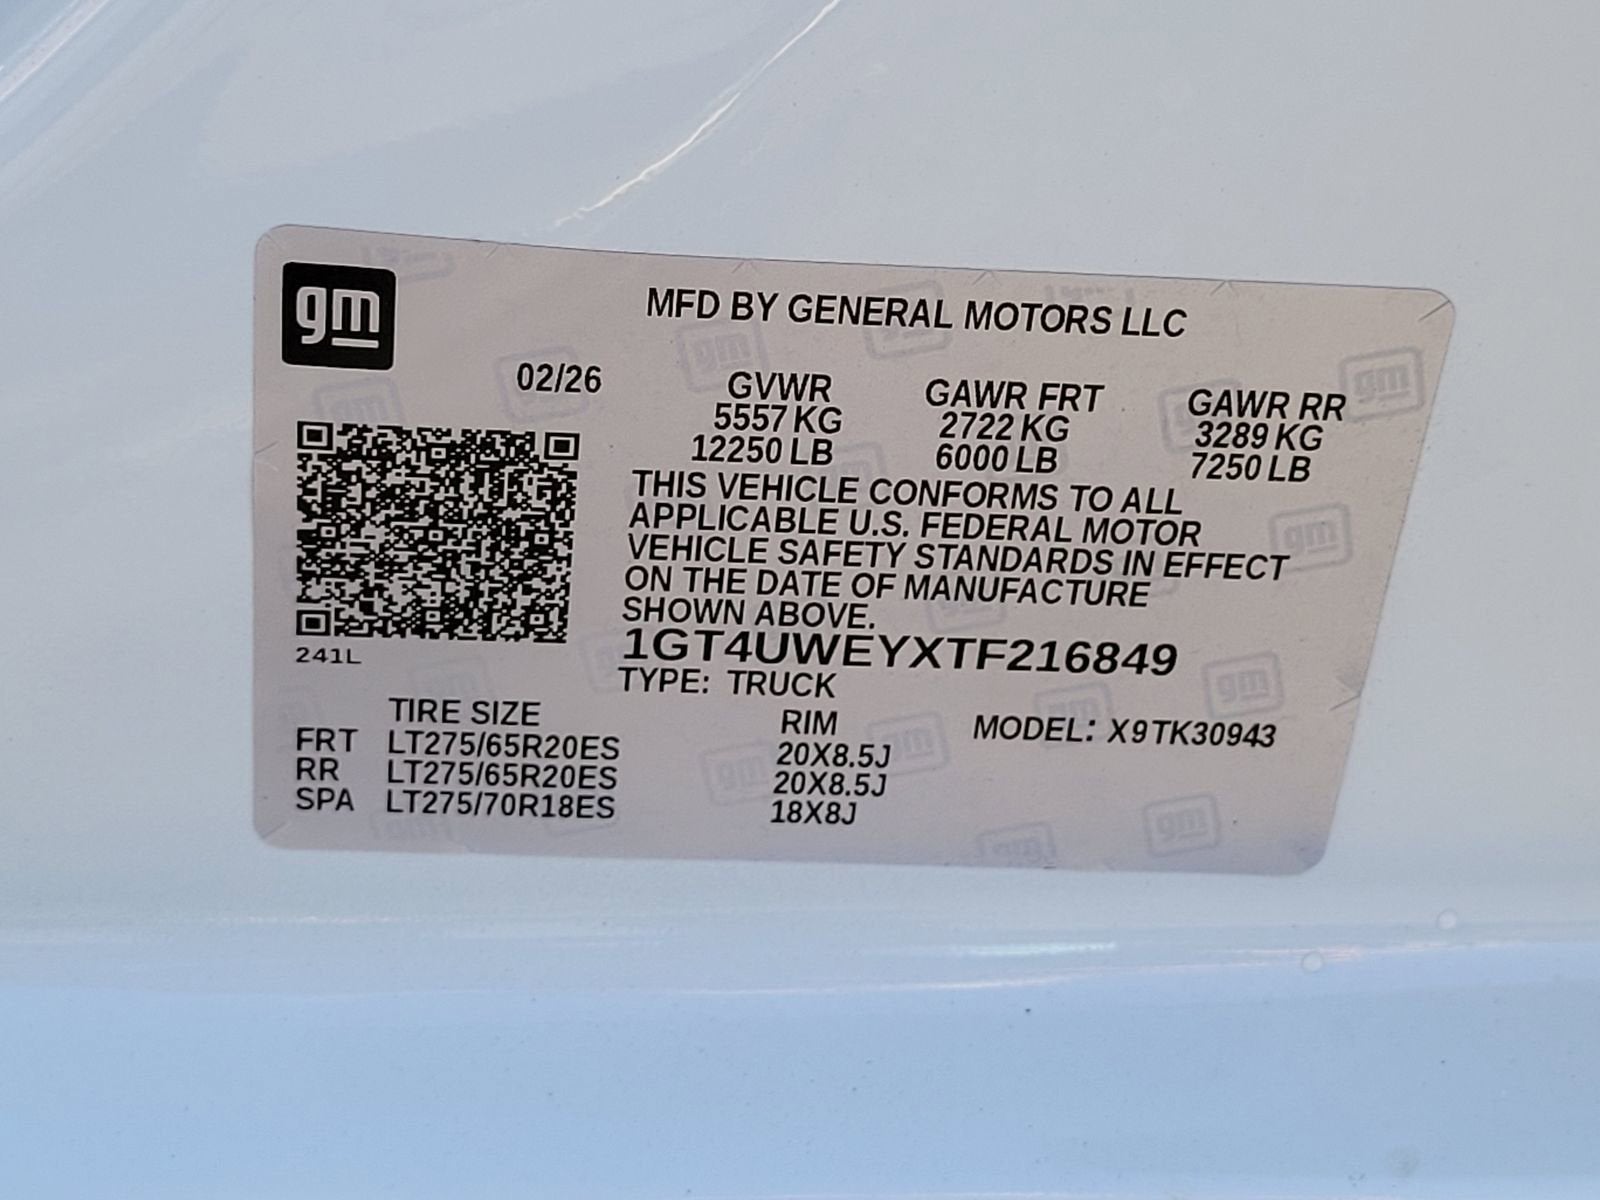 gm
MFD BY GENERAL MOTORS LLC
02/26
GVWR GAWR FRT GAWR RR
5557 KG 2722 KG 3289 KG
12250 LB 6000 LB 7250 LB
THIS VEHICLE CONFORMS TO ALL
APPLICABLE U.S. FEDERAL MOTOR
VEHICLE SAFETY STANDARDS IN EFFECT
ON THE DATE OF MANUFACTURE
SHOWN ABOVE.
1GT4UWEYXTF216849
241L
TYPE: TRUCK
TIRE SIZE RIM MODEL: X9TK30943
FRT LT275/65R20ES 20X8.5J
RR LT275/65R20ES 20X8.5J
SPA LT275/70R18ES 18X8J